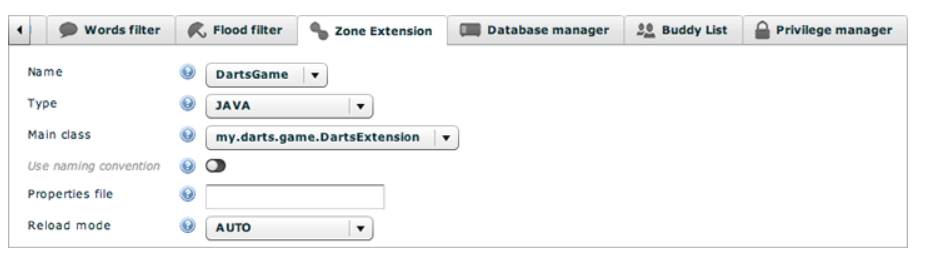 Words filter Flood filter Zone Extension Database manager Buddy List Privilege manager
Name ? DartsGame
Type ? JAVA
Main class ? my.darts.game.DartsExtension
Use naming convention ?
Properties file ?
Reload mode ? AUTO